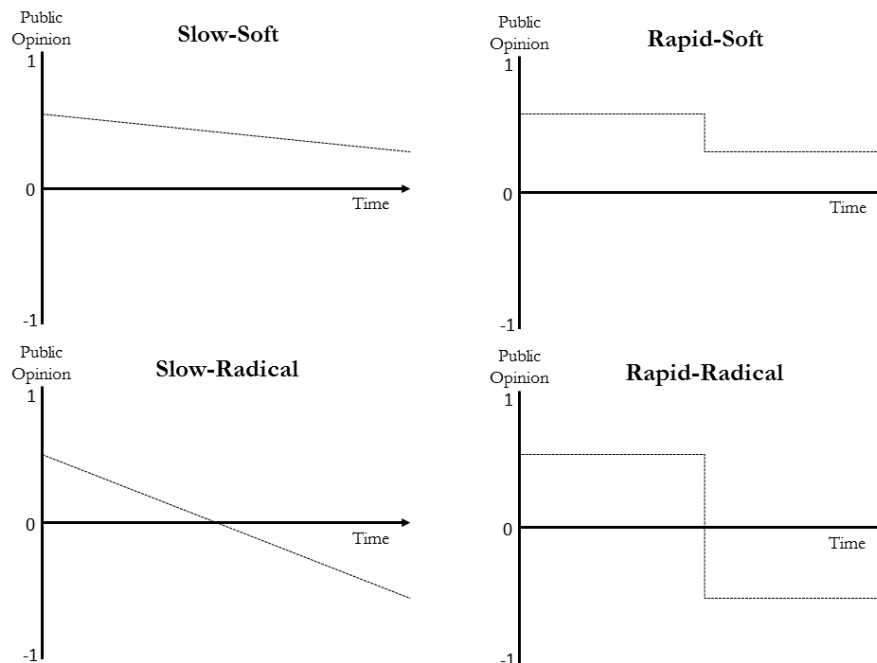 Public
Opinion
Slow-Soft
1
0
Time
-1
Public
Opinion
Rapid-Soft
1
0
Time
-1
Public
Opinion
Slow-Radical
1
0
Time
-1
Public
Opinion
Rapid-Radical
1
0
Time
-1